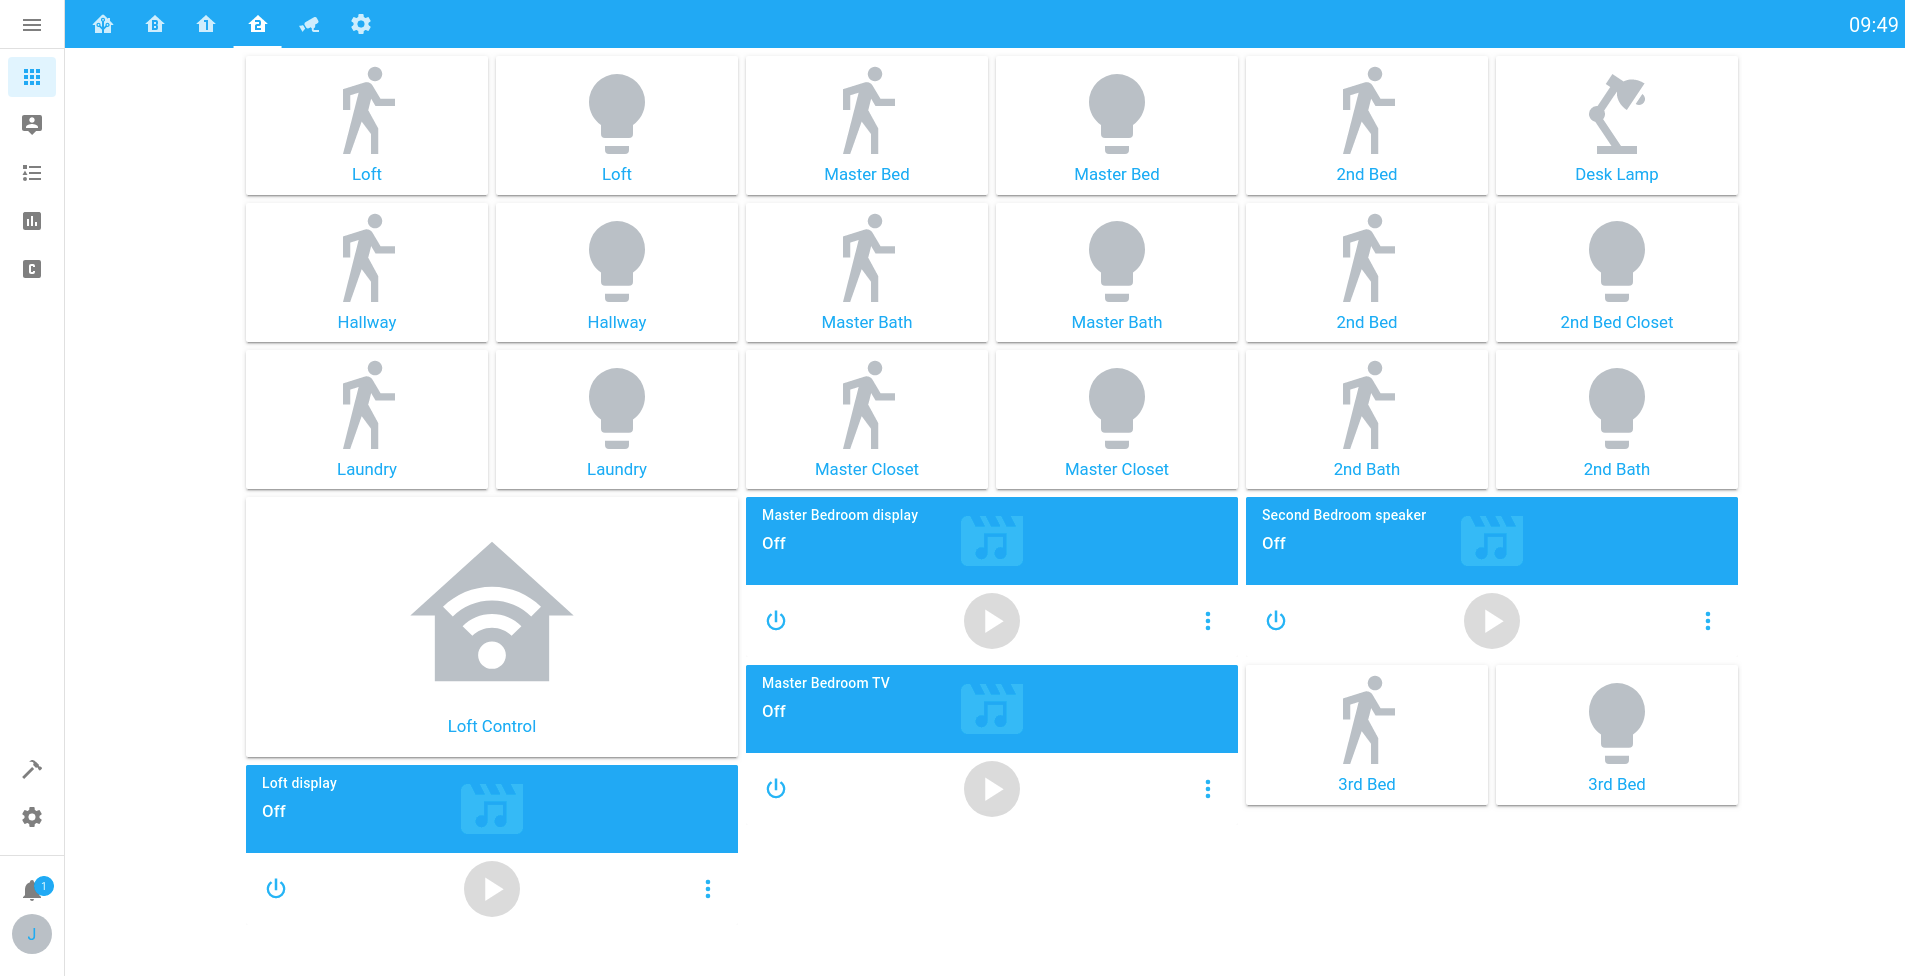 B
1
2
09:49
C
Loft
Loft
Master Bed
Master Bed
2nd Bed
Desk Lamp
Hallway
Hallway
Master Bath
Master Bath
2nd Bed
2nd Bed Closet
Laundry
Laundry
Master Closet
Master Closet
2nd Bath
2nd Bath
Loft Control
Master Bedroom display
Off
Second Bedroom speaker
Off
Master Bedroom TV
Off
3rd Bed
3rd Bed
Loft display
Off
1
J